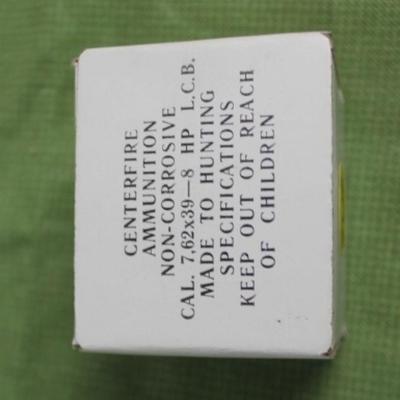 CENTERFIRE
AMMUNITION
NON-CORROSIVE
CAL. 7,62x39—8 HP L.C.B.
MADE TO HUNTING
SPECIFICATIONS
KEEP OUT OF REACH
OF CHILDREN